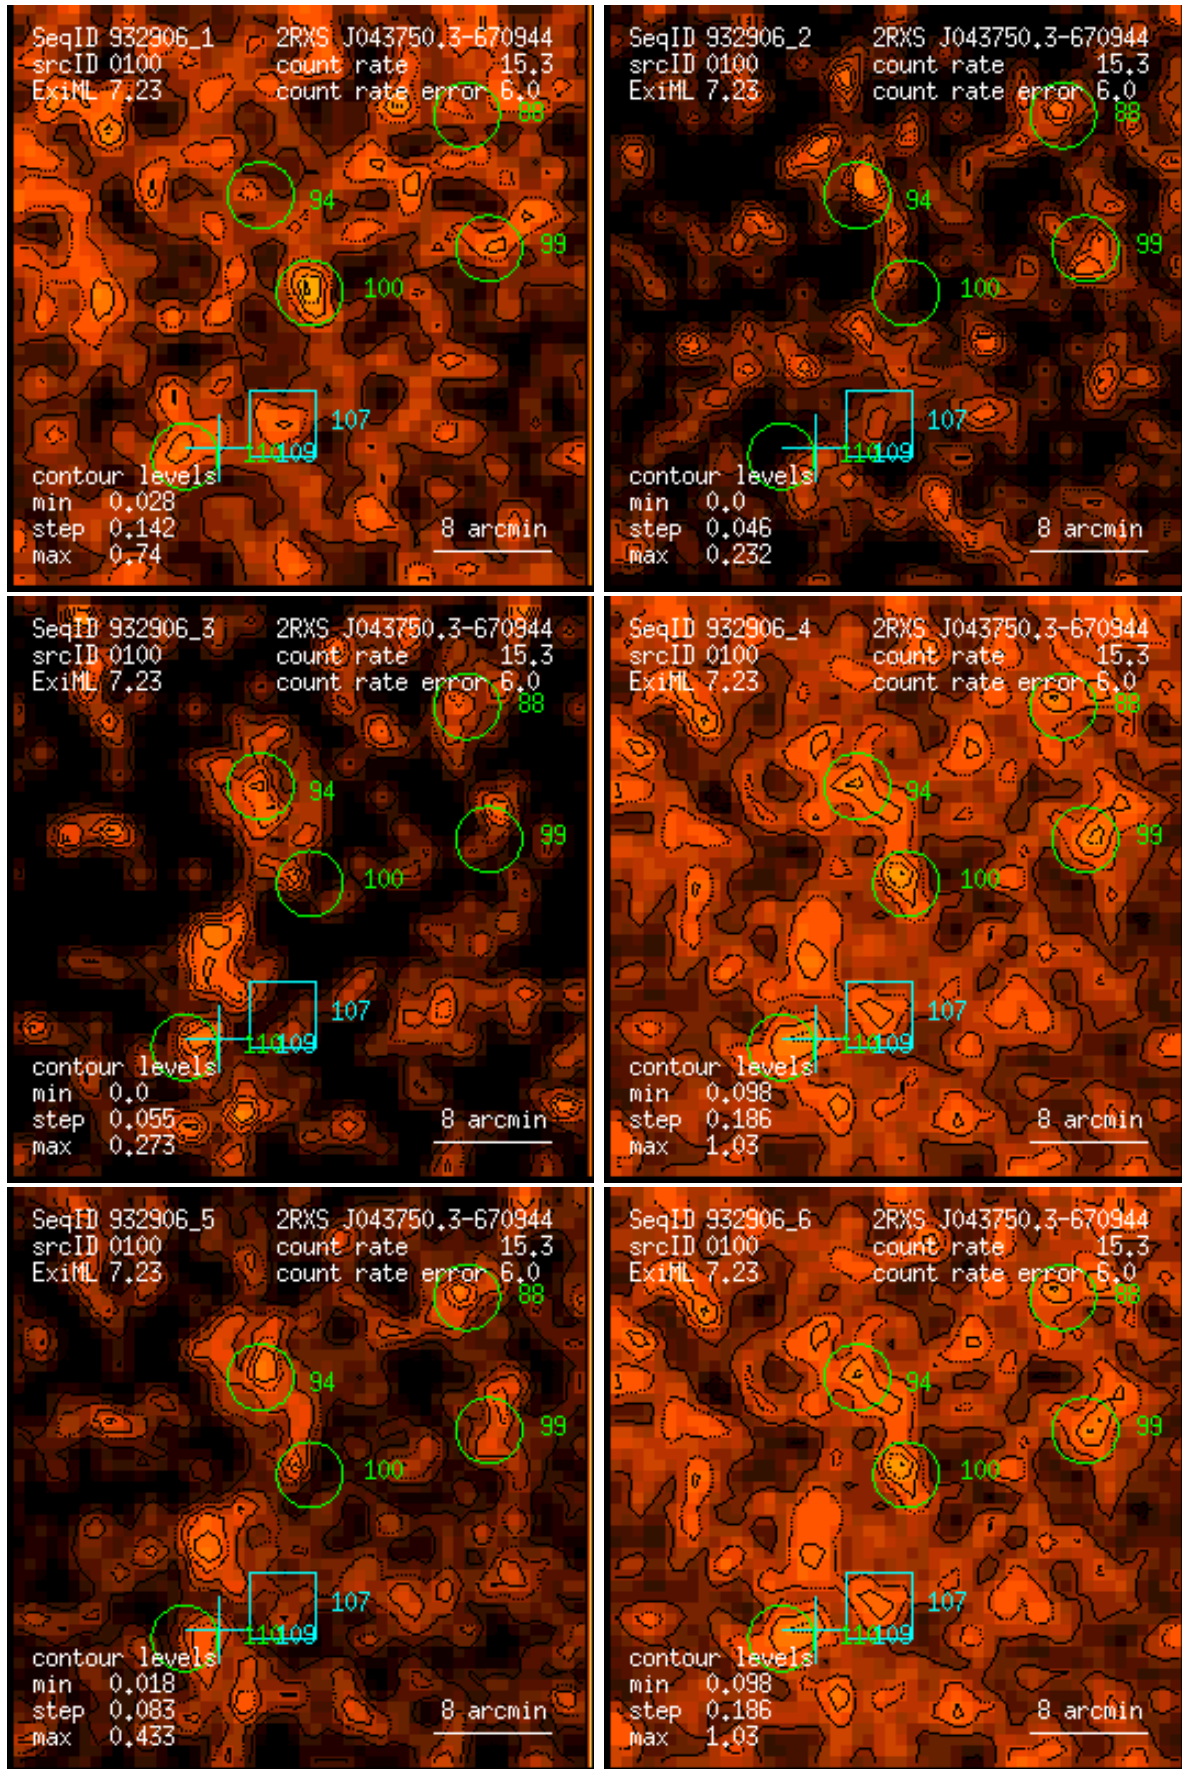 SeqID 932906_1 2RXS J043750.3-670944
srcID 0100 count rate 15.3
ExiML 7.23 count rate error 6.0
88
94
99
100
107
110 109
contour levels
min 0.028
step 0.142 8 arcmin
max 0.74
SeqID 932906_2 2RXS J043750.3-670944
srcID 0100 count rate 15.3
ExiML 7.23 count rate error 6.0
88
94
99
100
107
110 109
contour levels
min 0.0
step 0.046 8 arcmin
max 0.232
SeqID 932906_3 2RXS J043750.3-670944
srcID 0100 count rate 15.3
ExiML 7.23 count rate error 6.0
88
94
99
100
107
110 109
contour levels
min 0.0
step 0.055 8 arcmin
max 0.273
SeqID 932906_4 2RXS J043750.3-670944
srcID 0100 count rate 15.3
ExiML 7.23 count rate error 6.0
88
94
99
100
107
110 109
contour levels
min 0.098
step 0.186 8 arcmin
max 1.03
SeqID 932906_5 2RXS J043750.3-670944
srcID 0100 count rate 15.3
ExiML 7.23 count rate error 6.0
88
94
99
100
107
110 109
contour levels
min 0.018
step 0.083 8 arcmin
max 0.433
SeqID 932906_6 2RXS J043750.3-670944
srcID 0100 count rate 15.3
ExiML 7.23 count rate error 6.0
88
94
99
100
107
110 109
contour levels
min 0.098
step 0.186 8 arcmin
max 1.03